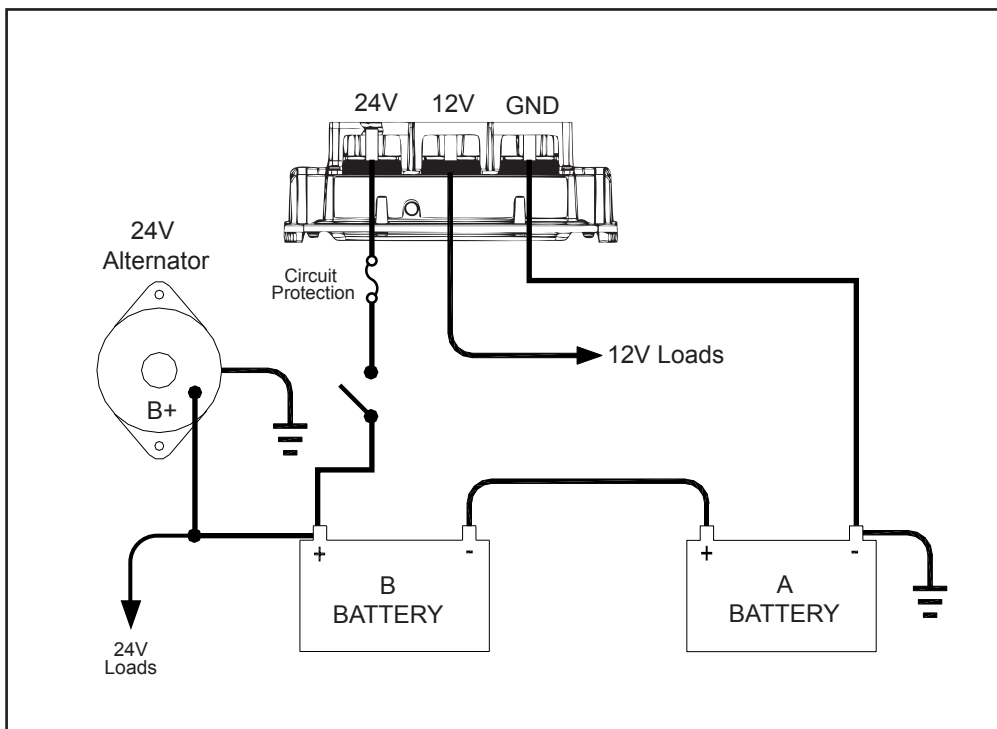 24V 12V GND
24V
Alternator
Circuit
Protection
12V Loads
B+
+ -
B
BATTERY
+ -
A
BATTERY
24V
Loads